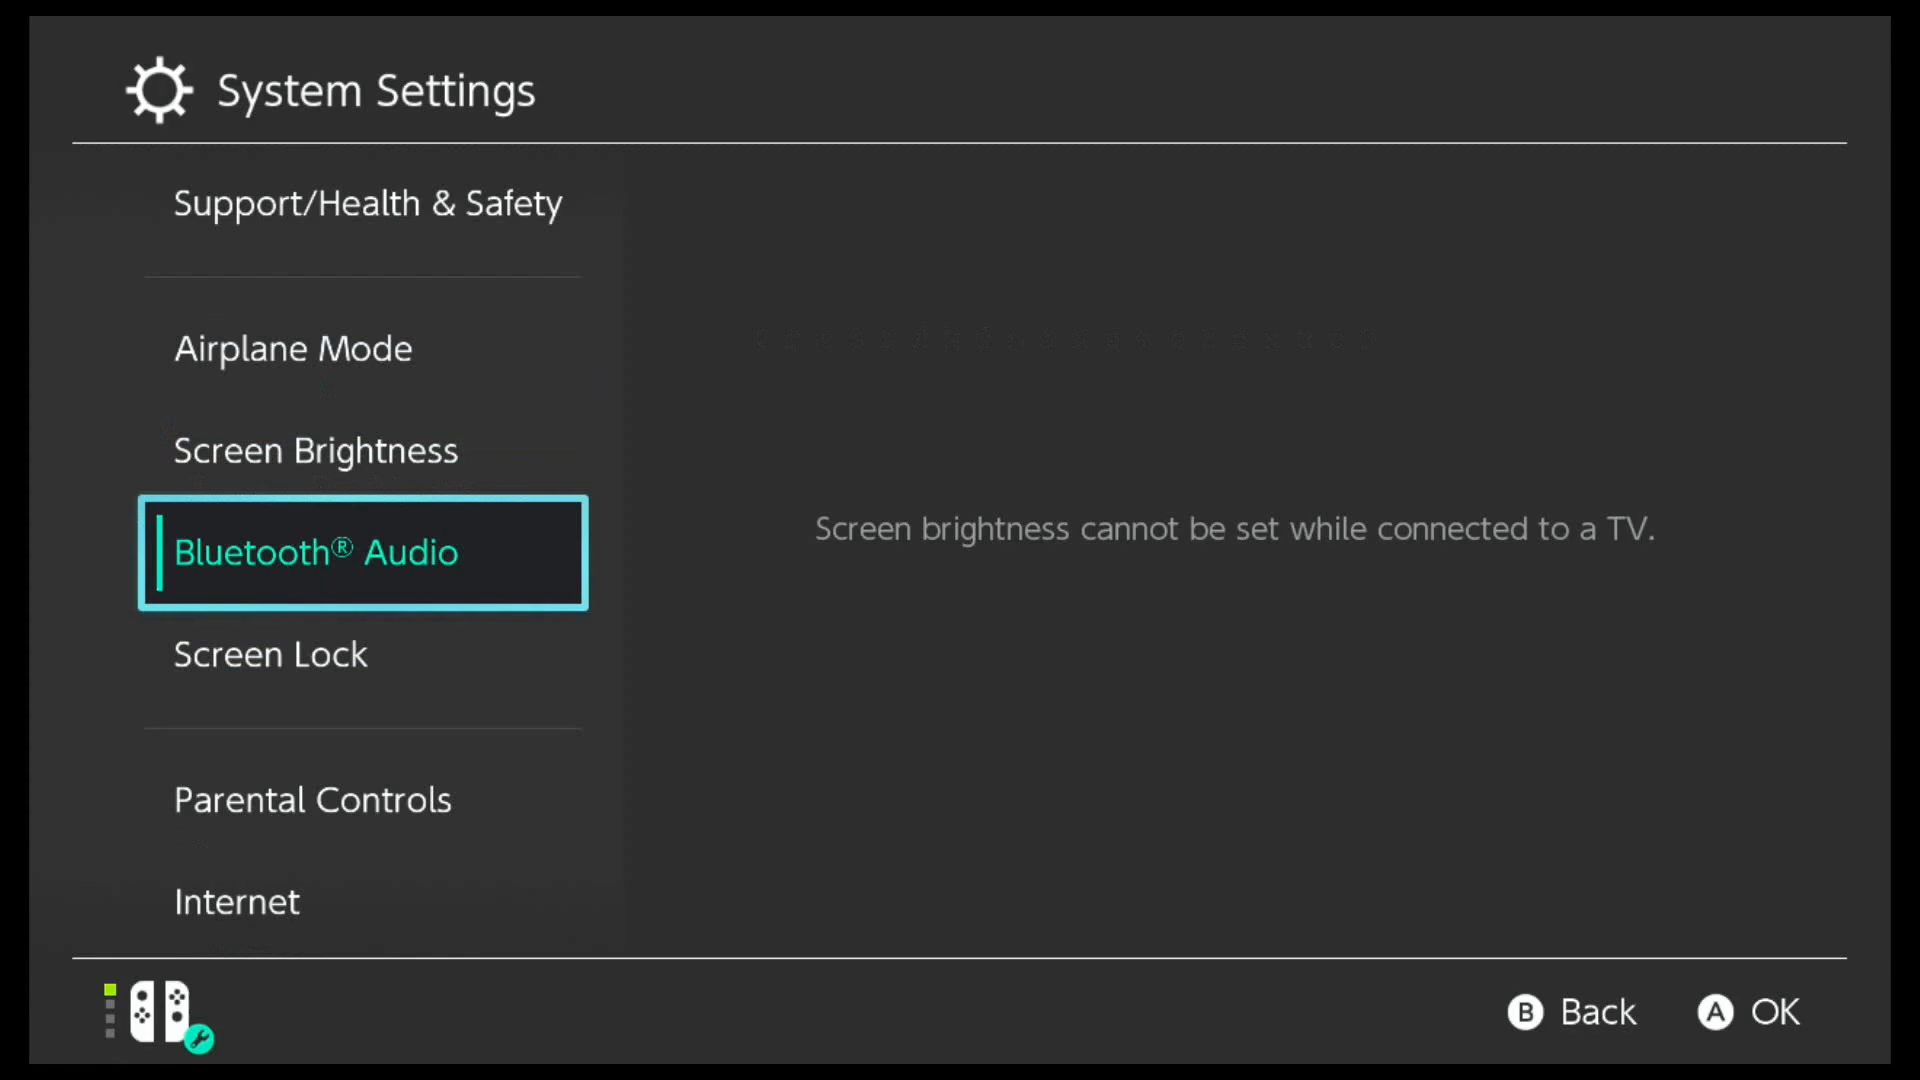 System Settings
Support/Health & Safety
Airplane Mode
Screen Brightness
Bluetooth® Audio
Screen Lock
Parental Controls
Internet
Screen brightness cannot be set while connected to a TV.
B Back
A OK